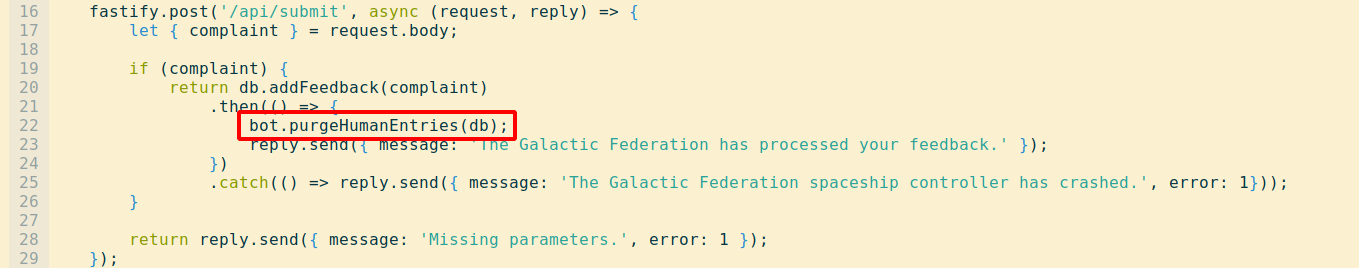 16 fastify.post('/api/submit', async (request, reply) => {
17 let { complaint } = request.body;
18
19 if (complaint) {
20 return db.addFeedback(complaint)
21 .then(() => {
22 bot.purgeHumanEntries(db);
23 reply.send({ message: 'The Galactic Federation has processed your feedback.' });
24 })
25 .catch(() => reply.send({ message: 'The Galactic Federation spaceship controller has crashed.', error: 1}));
26 }
27
28 return reply.send({ message: 'Missing parameters.', error: 1 });
29 });